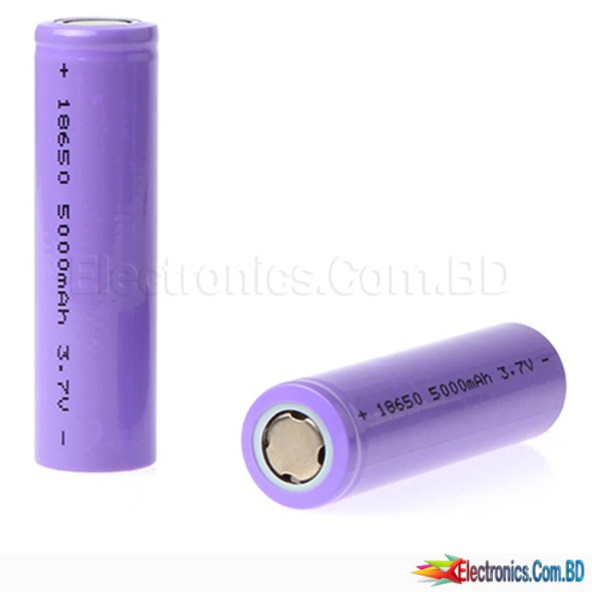 + 18650 5000mAh 3.7V -
Electronics.Com.BD
+ 18650 5000mAh 3.7V -
Electronics.Com.BD